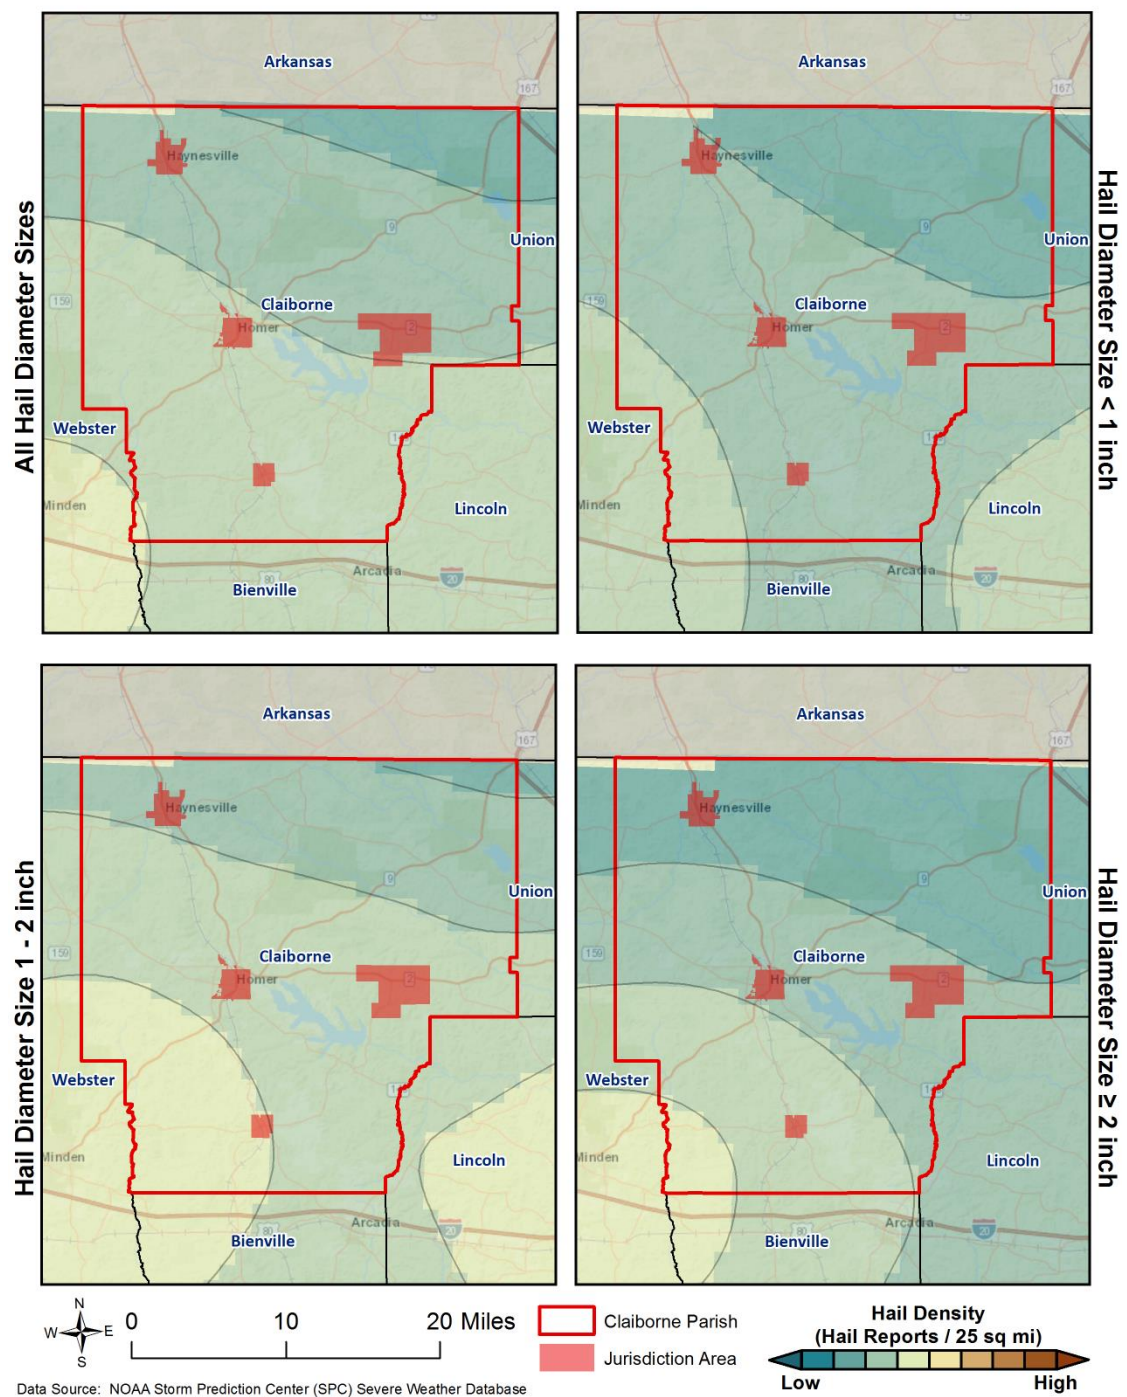 Arkansas
167
Haynesville
9
Union
159
Claiborne
2
Homer
Webster
Minden
Lincoln
Arcadia
20
80
Bienville
All Hail Diameter Sizes
Arkansas
167
Haynesville
9
Union
Claiborne
2
Homer
Webster
Minden
Lincoln
Arcadia
20
80
Bienville
Hail Diameter Size < 1 inch
Arkansas
167
Haynesville
9
Union
159
Claiborne
2
Homer
Webster
Minden
Lincoln
Arcadia
20
80
Bienville
Hail Diameter Size 1 - 2 inch
Arkansas
167
Haynesville
9
Union
159
Claiborne
2
Homer
Webster
Minden
Lincoln
Arcadia
20
80
Bienville
Hail Diameter Size ≥ 2 inch
N
W E
S
0 10 20 Miles
Claiborne Parish
Jurisdiction Area
Hail Density
(Hail Reports / 25 sq mi)
Low High
Data Source: NOAA Storm Prediction Center (SPC) Severe Weather Database